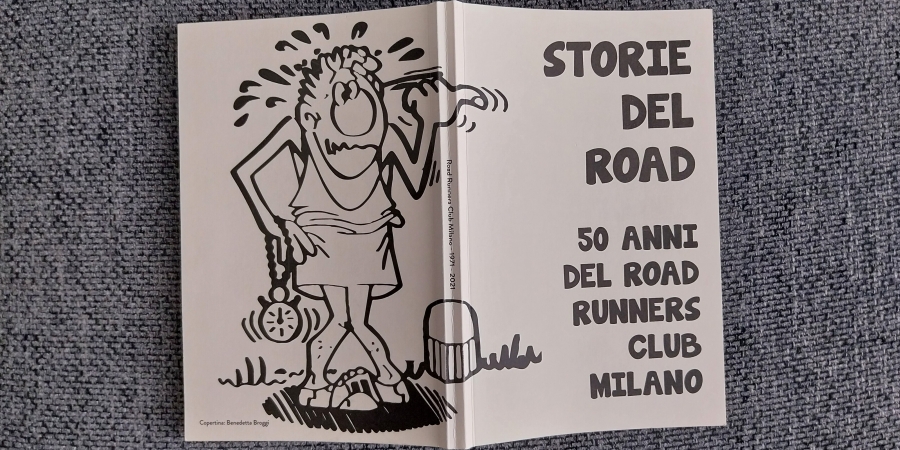 STORIE
DEL
ROAD
50 ANNI
DEL ROAD
RUNNERS
CLUB
MILANO
Road Runners Club Milano - 1971 - 2021
Copertina: Benedetta Broggi